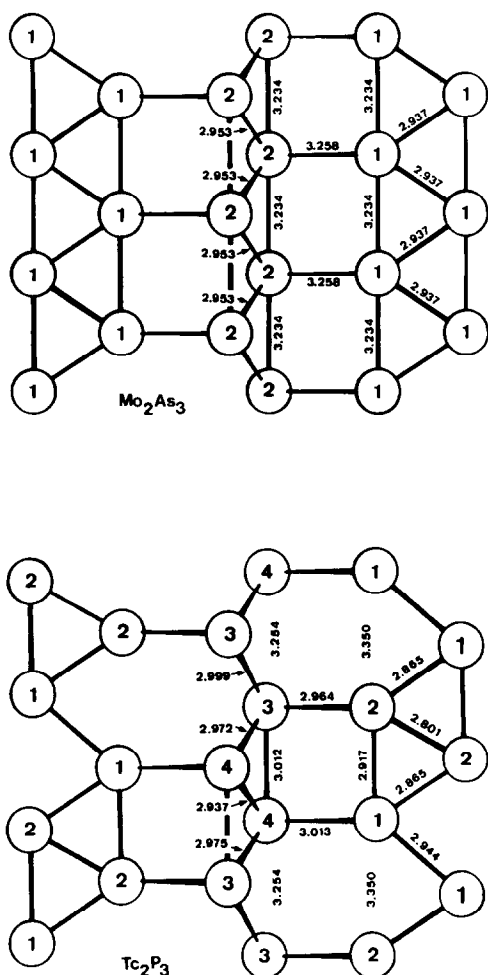 1 2 1
1 2 3.234 3.234 1
2.953 2.937
1 2 3.258 1
2.953 2.937
1 2 3.234 3.234 1
2.953 2.937
1 2 3.258 1
2.953 2.937
1 2 3.234 3.234 1
1 2 1
Mo2As3
2 4 1
2 3 3.254 3.350 1
2.999 2.865
1 3 2.964 2
2.972 2.801
1 4 3.012 2.917 2
2.937 2.865
2 4 3.013 1
2.975 2.944
2 3 3.254 3.350 1
1 3 2
Tc2P3